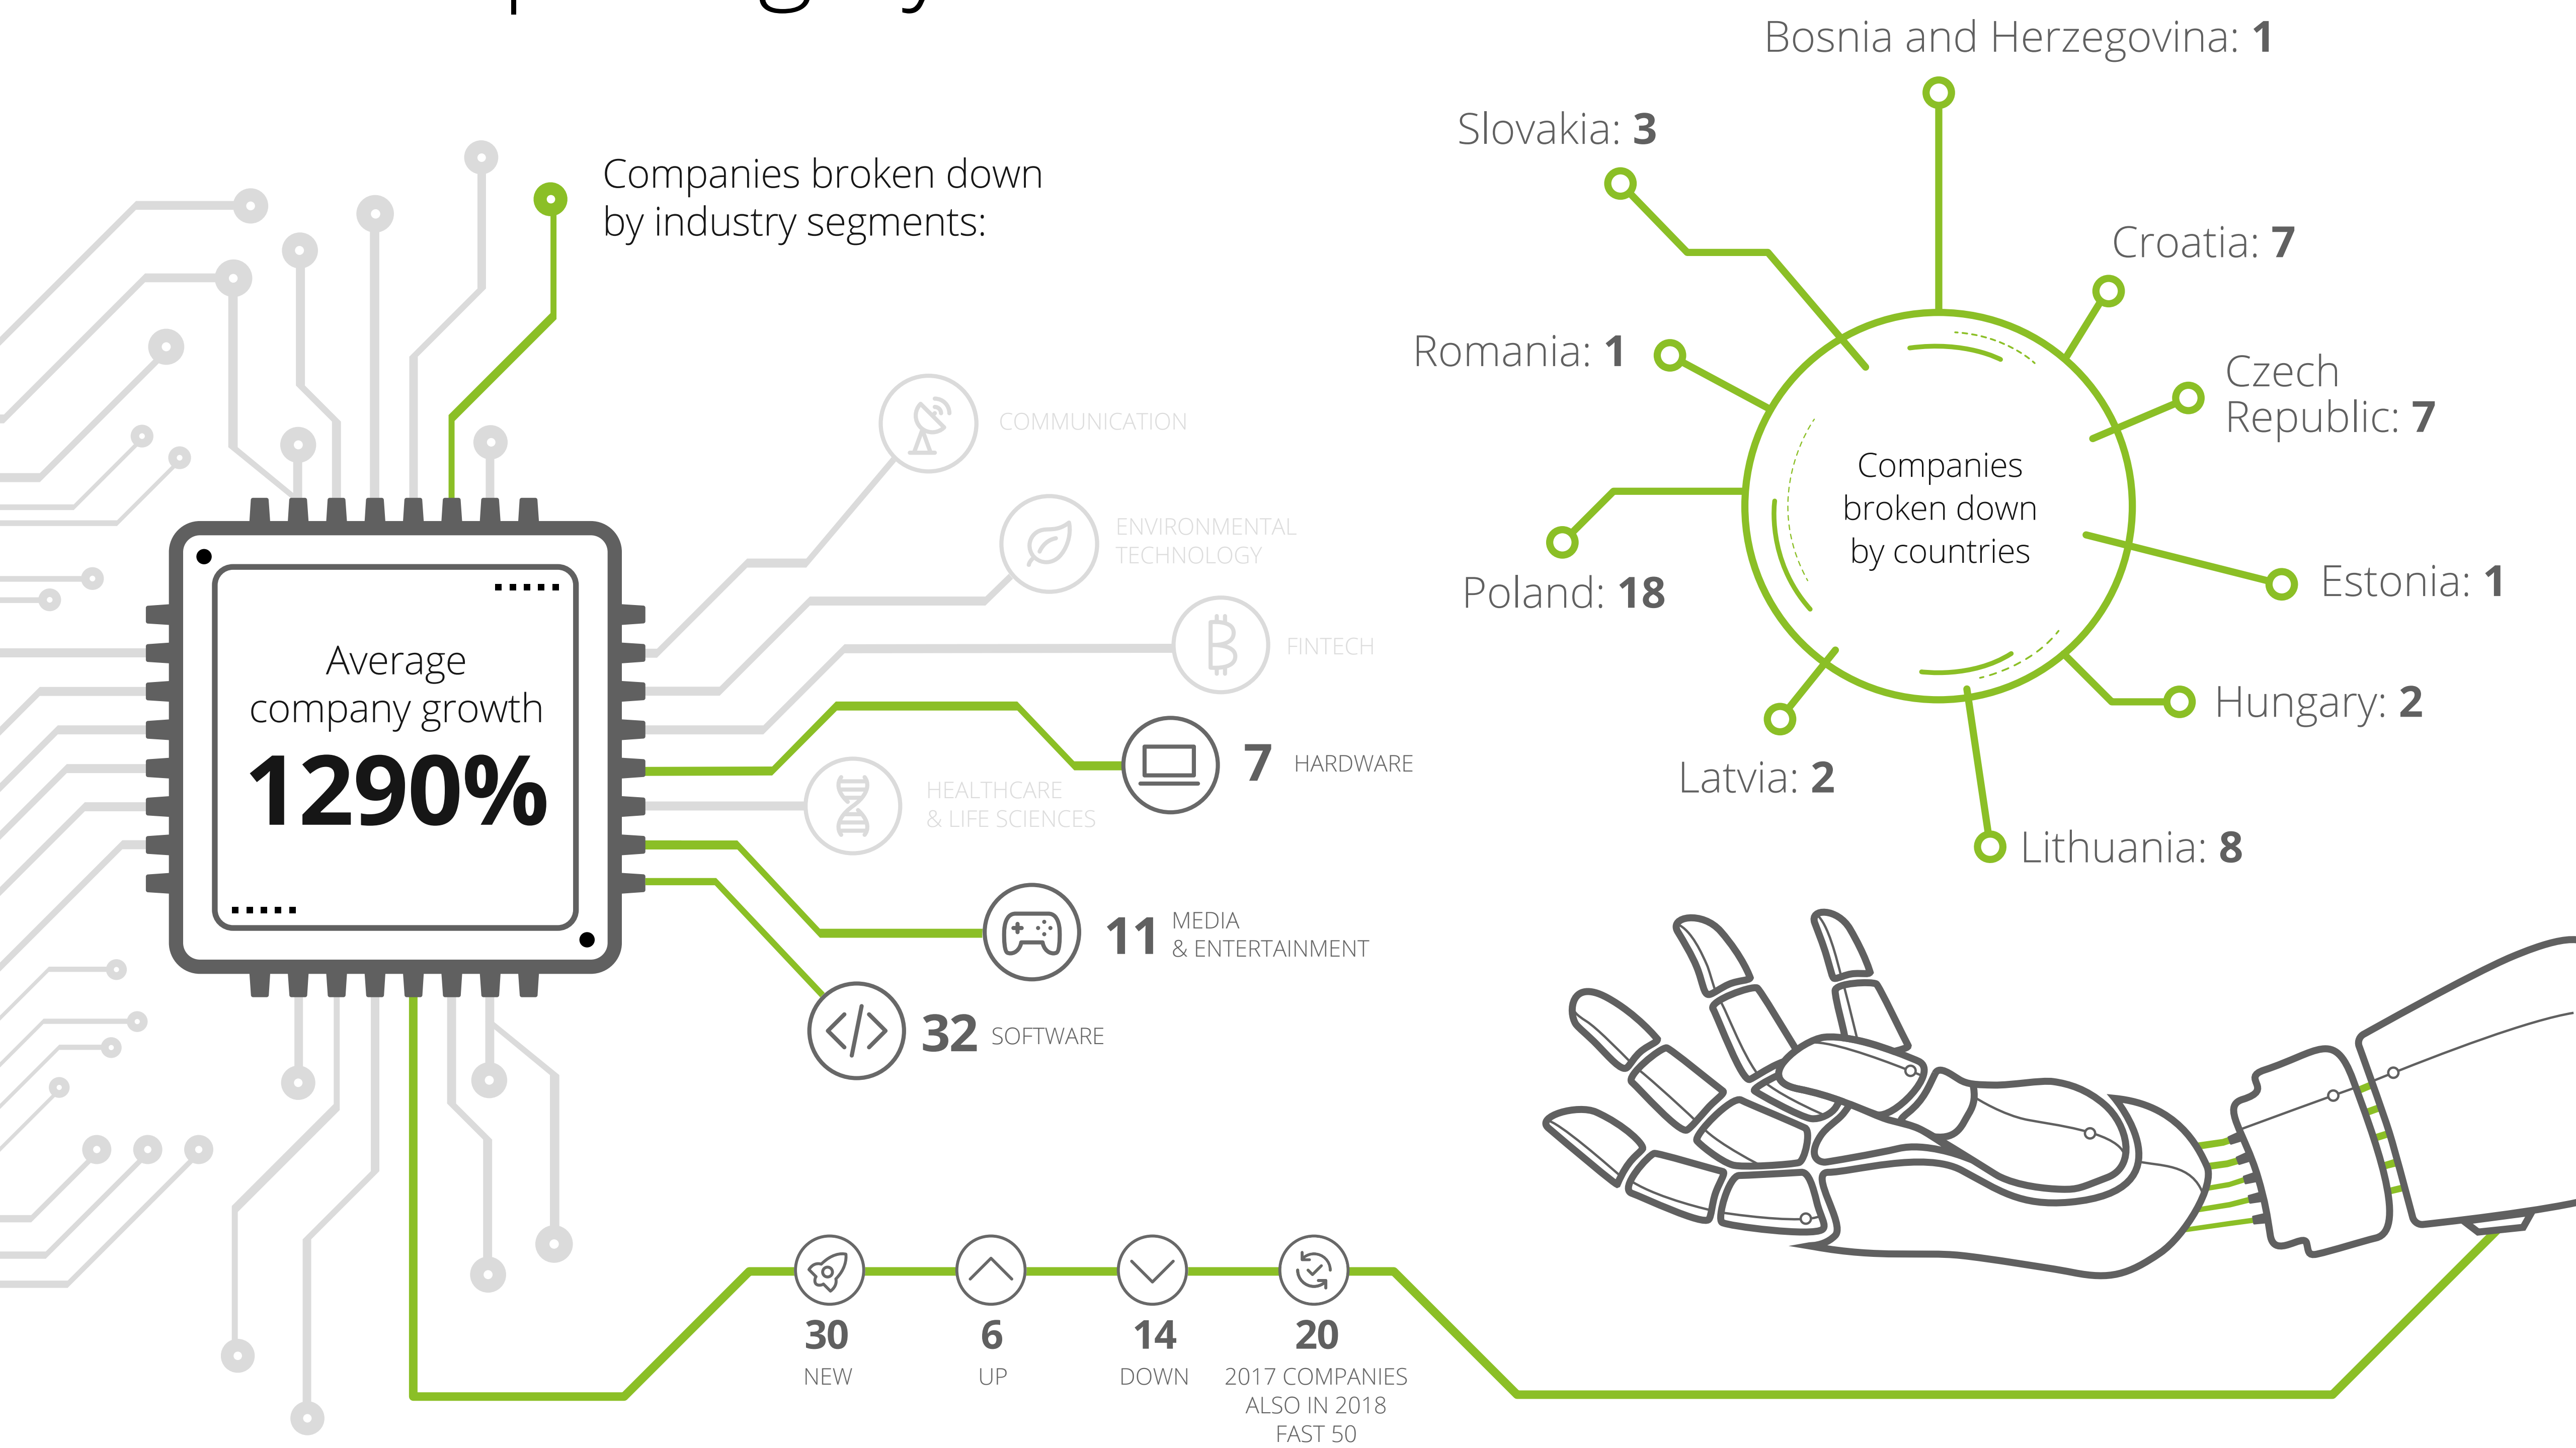 Companies broken down
by industry segments:
COMMUNICATION
ENVIRONMENTAL
TECHNOLOGY
FINTECH
7 HARDWARE
HEALTHCARE
& LIFE SCIENCES
11 MEDIA
& ENTERTAINMENT
32 SOFTWARE
Average
company growth
1290%
30
NEW
6
UP
14
DOWN
20
2017 COMPANIES
ALSO IN 2018
FAST 50
Bosnia and Herzegovina: 1
Slovakia: 3
Croatia: 7
Romania: 1
Czech
Republic: 7
Companies
broken down
by countries
Estonia: 1
Poland: 18
Hungary: 2
Latvia: 2
Lithuania: 8